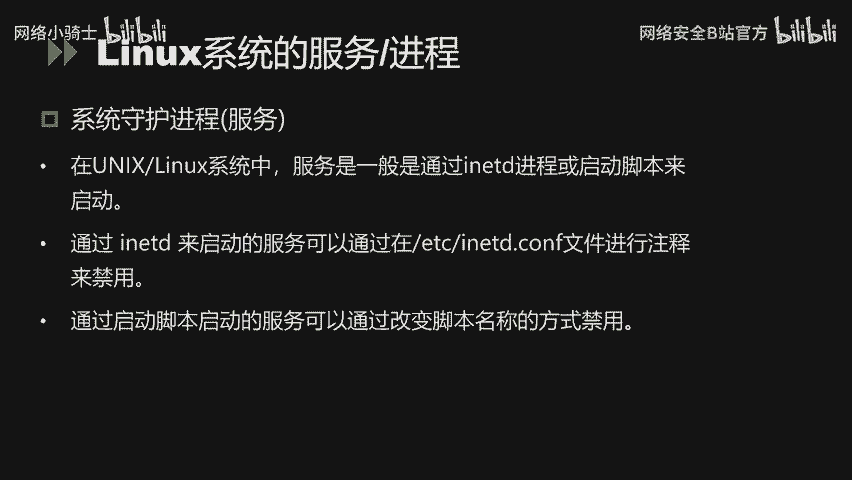 网络小骑士 bilibili
网络安全B站官方 bilibili
Linux系统的服务/进程
系统守护进程(服务)
• 在UNIX/Linux系统中，服务是一般是通过inetd进程或启动脚本来
启动。
• 通过 inetd 来启动的服务可以通过在/etc/inetd.conf文件进行注释
来禁用。
• 通过启动脚本启动的服务可以通过改变脚本名称的方式禁用。